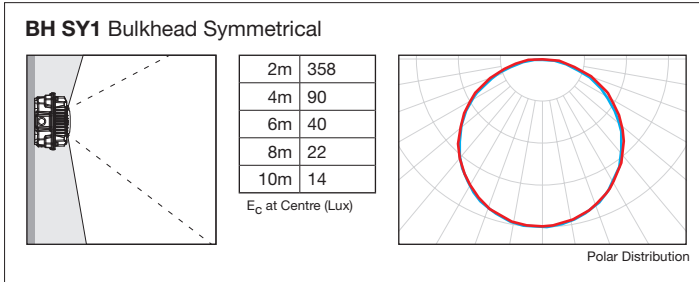 BH SY1 Bulkhead Symmetrical
2m 358
4m 90
6m 40
8m 22
10m 14
EC at Centre (Lux)
Polar Distribution